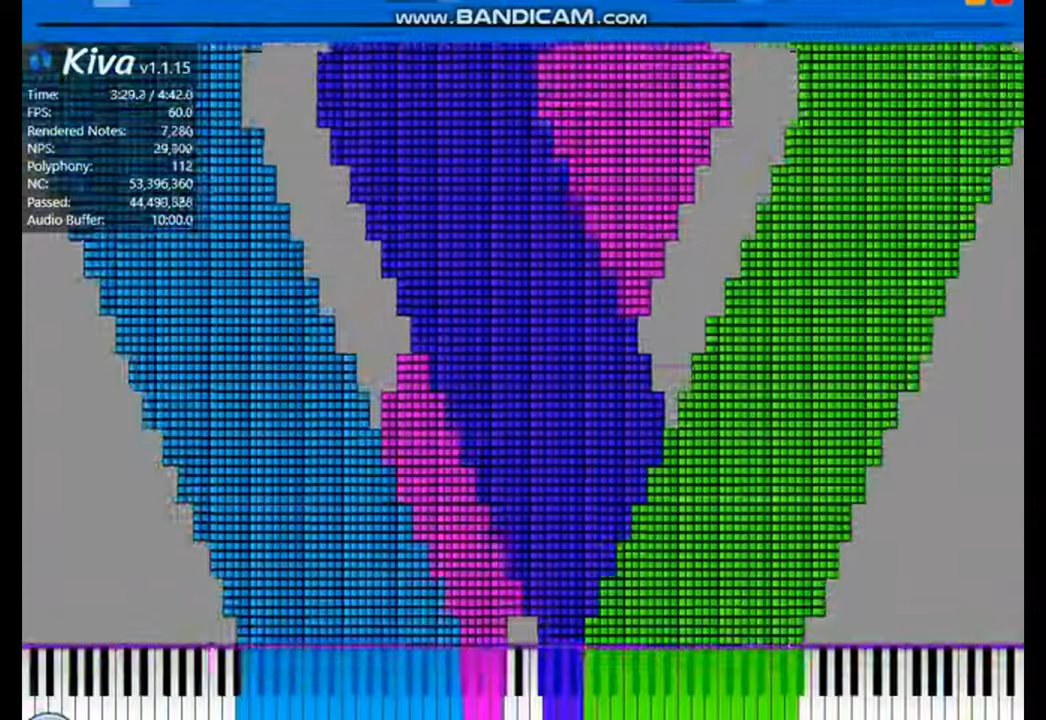 www.BANDICAM.com
Kiva v1.1.15
Time: 3:29.2 / 4:42.0
FPS: 60.0
Rendered Notes: 7,280
NPS:
Polyphony: 112
NC: 53,396,360
Passed:
Audio Buffer: 10:00.0